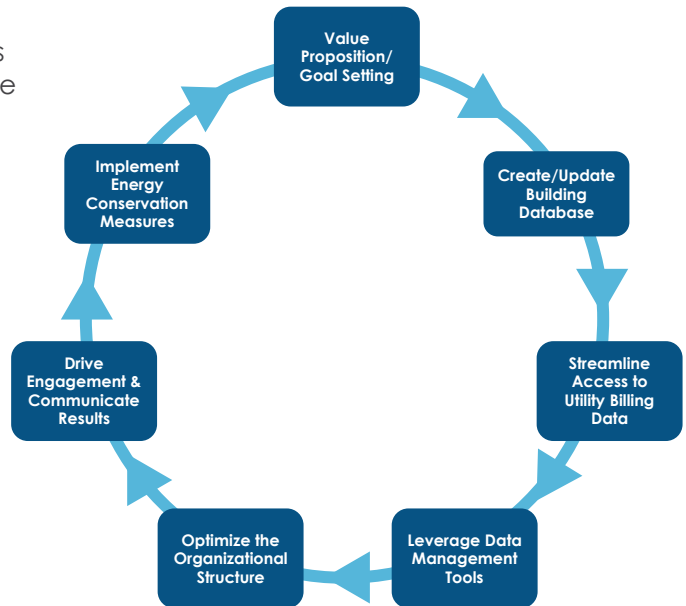 s
e
Value
Proposition/
Goal Setting
Create/Update
Building
Database
Streamline
Access to
Utility Billing
Data
Leverage Data
Management
Tools
Optimize the
Organizational
Structure
Drive
Engagement &
Communicate
Results
Implement
Energy
Conservation
Measures